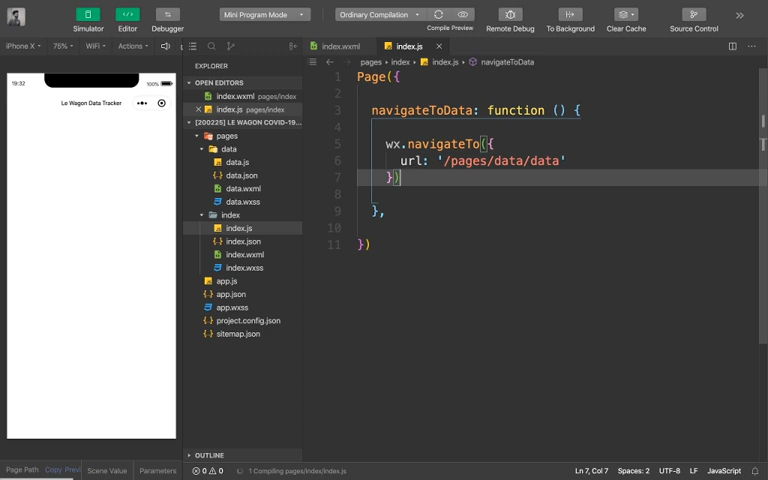 Simulator
Editor
Debugger
Mini Program Mode
Ordinary Compilation
Compile Preview
Remote Debug
To Background
Clear Cache
Source Control
iPhone X
75%
WiFi
Actions
index.wxml
index.js
19:32
100%
Le Wagon Data Tracker
EXPLORER
OPEN EDITORS
index.wxml pages/index
index.js pages/index
[200225] LE WAGON COVID-19...
pages
data
data.js
data.json
data.wxml
data.wxss
index
index.js
index.json
index.wxml
index.wxss
app.js
app.json
app.wxss
project.config.json
sitemap.json
OUTLINE
pages > index > index.js > navigateToData
1 Page({
2
3 navigateToData: function () {
4
5 wx.navigateTo({
6 url: '/pages/data/data'
7 })
8
9 },
10
11 })
Page Path
Copy Previ
Scene Value
Parameters
0 0
1 Compiling pages/index/index.js
Ln 7, Col 7
Spaces: 2
UTF-8
LF
JavaScript